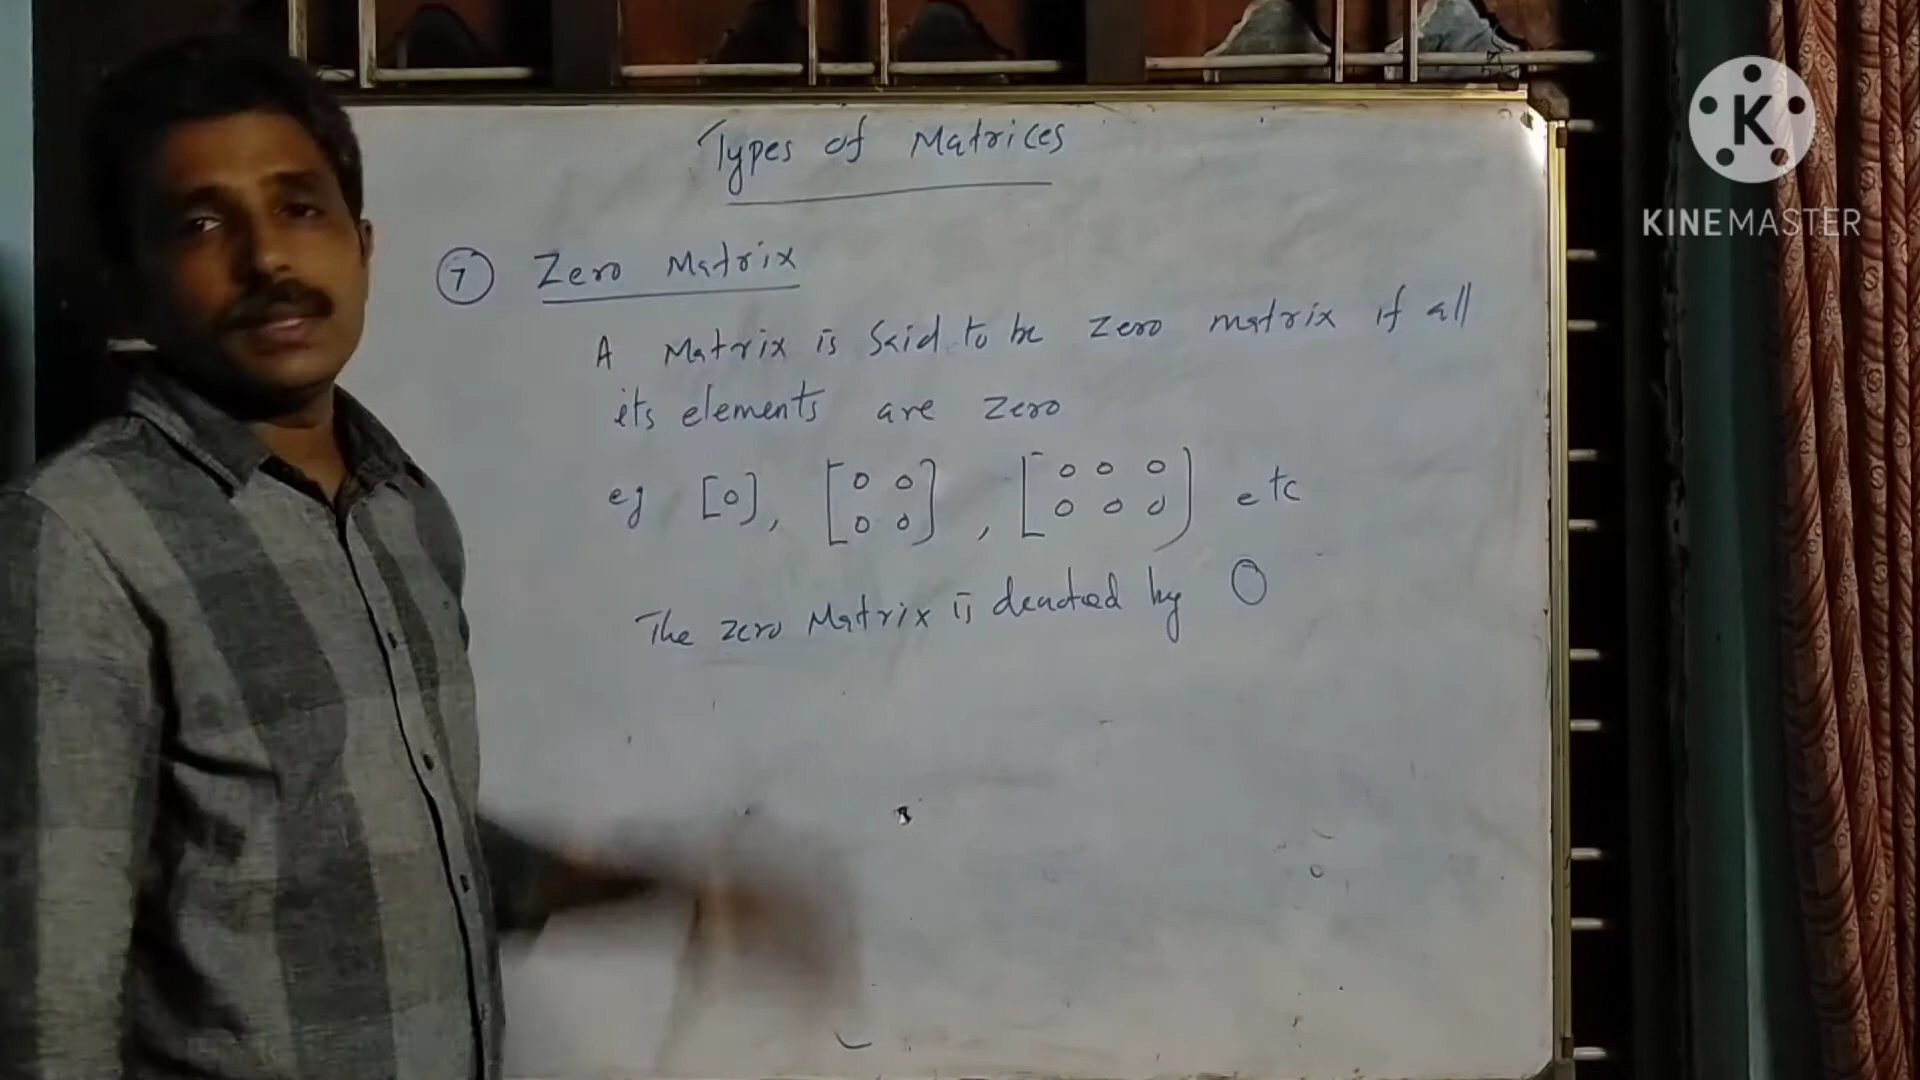 Types of Matrices
7 Zero Matrix
A Matrix is said to be zero matrix if all
its elements are zero
eg [0], [0 0
0 0], [0 0 0
0 0 0] etc
The zero Matrix is denoted by O
K
KINEMASTER